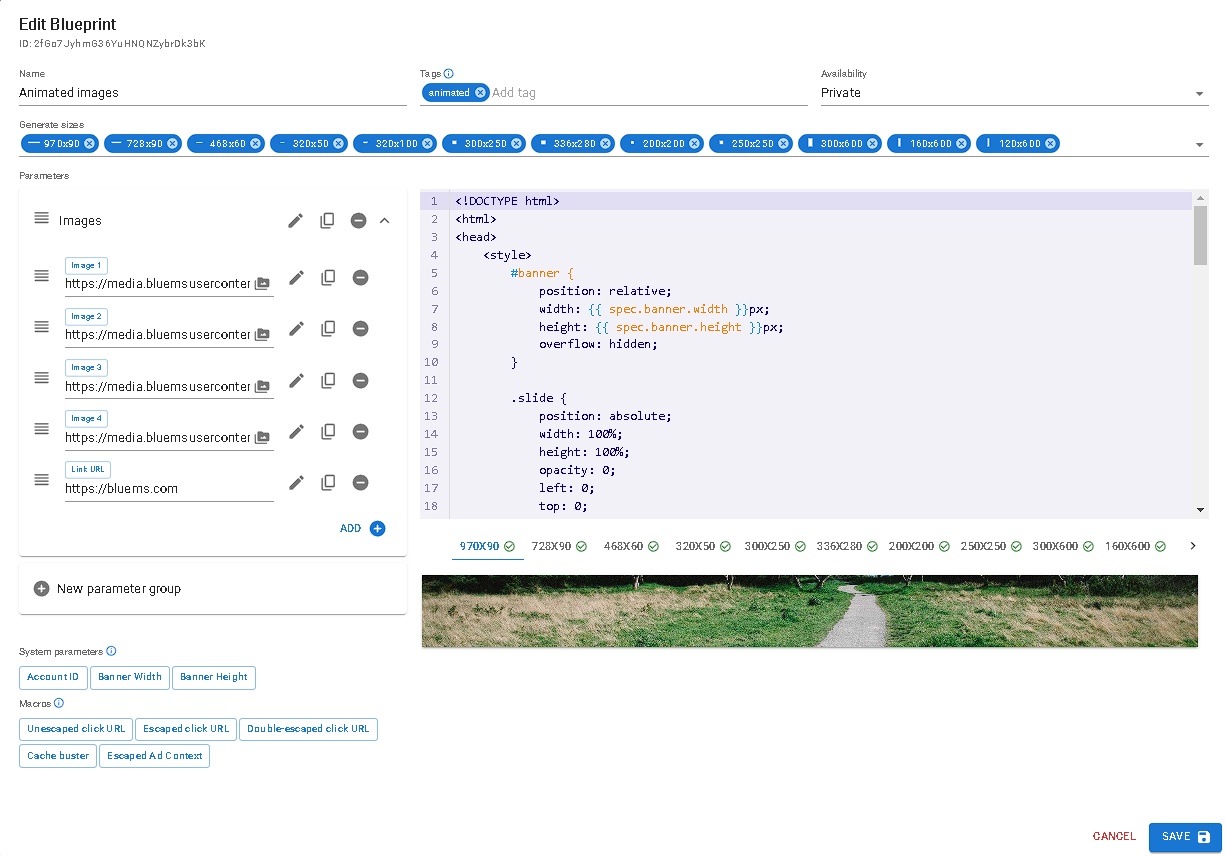 Edit Blueprint
ID: 2fGo7JyhmG36YuHNQNZybrDk3bK
Name
Animated images
Tags
animated Add tag
Availability
Private
Generate sizes
970x90 728x90 468x60 320x50 320x100 300x250 336x280 200x200 250x250 300x600 160x600 120x600
Parameters
Images
Image 1
https://media.bluemsuserconter
Image 2
https://media.bluemsuserconter
Image 3
https://media.bluemsuserconter
Image 4
https://media.bluemsuserconter
Link URL
https://bluems.com
ADD
New parameter group
System parameters
Account ID Banner Width Banner Height
Macros
Unescaped click URL Escaped click URL Double-escaped click URL
Cache buster Escaped Ad Context
1 <!DOCTYPE html>
2 <html>
3 <head>
4 <style>
5 #banner {
6 position: relative;
7 width: {{ spec.banner.width }}px;
8 height: {{ spec.banner.height }}px;
9 overflow: hidden;
10 }
11
12 .slide {
13 position: absolute;
14 width: 100%;
15 height: 100%;
16 opacity: 0;
17 left: 0;
18 top: 0;
970X90 728X90 468X60 320X50 300X250 336X280 200X200 250X250 300X600 160X600
CANCEL SAVE